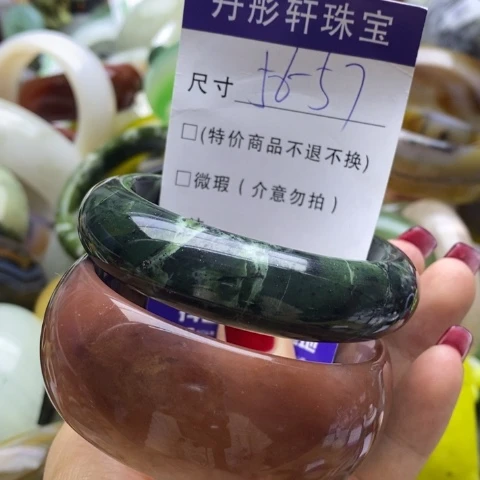 丹彤轩珠宝
尺寸 56-57
□(特价商品不退不换)
□微瑕(介意勿拍)